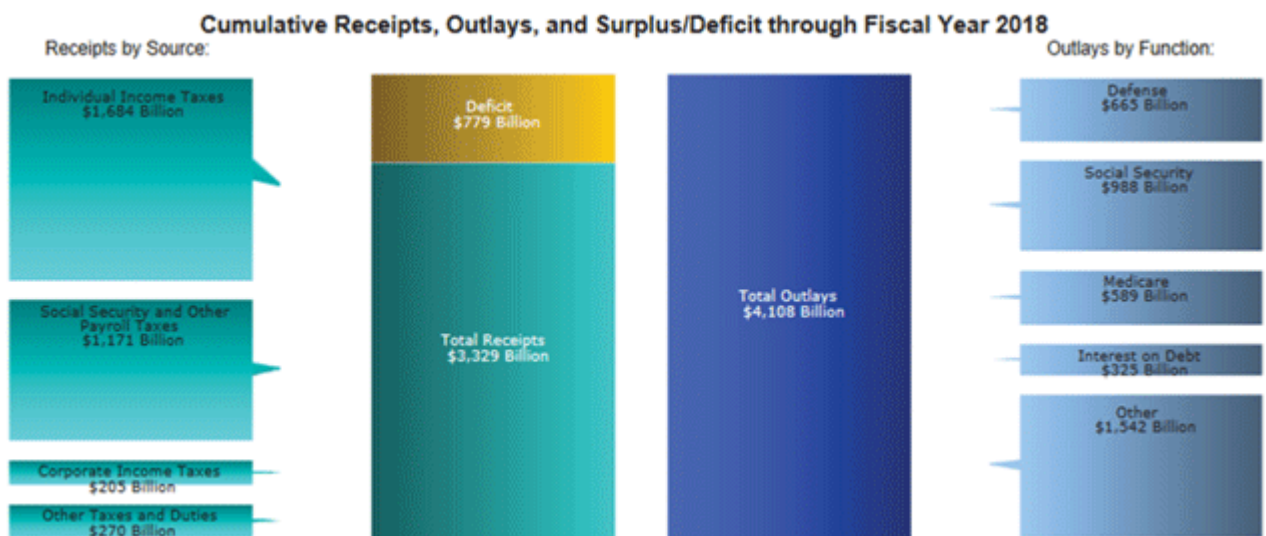 Cumulative Receipts, Outlays, and Surplus/Deficit through Fiscal Year 2018
Receipts by Source:
Individual Income Taxes
$1,684 Billion
Social Security and Other
Payroll Taxes
$1,171 Billion
Corporate Income Taxes
$205 Billion
Other Taxes and Duties
$270 Billion
Deficit
$779 Billion
Total Receipts
$3,329 Billion
Total Outlays
$4,108 Billion
Outlays by Function:
Defense
$665 Billion
Social Security
$988 Billion
Medicare
$589 Billion
Interest on Debt
$325 Billion
Other
$1,542 Billion